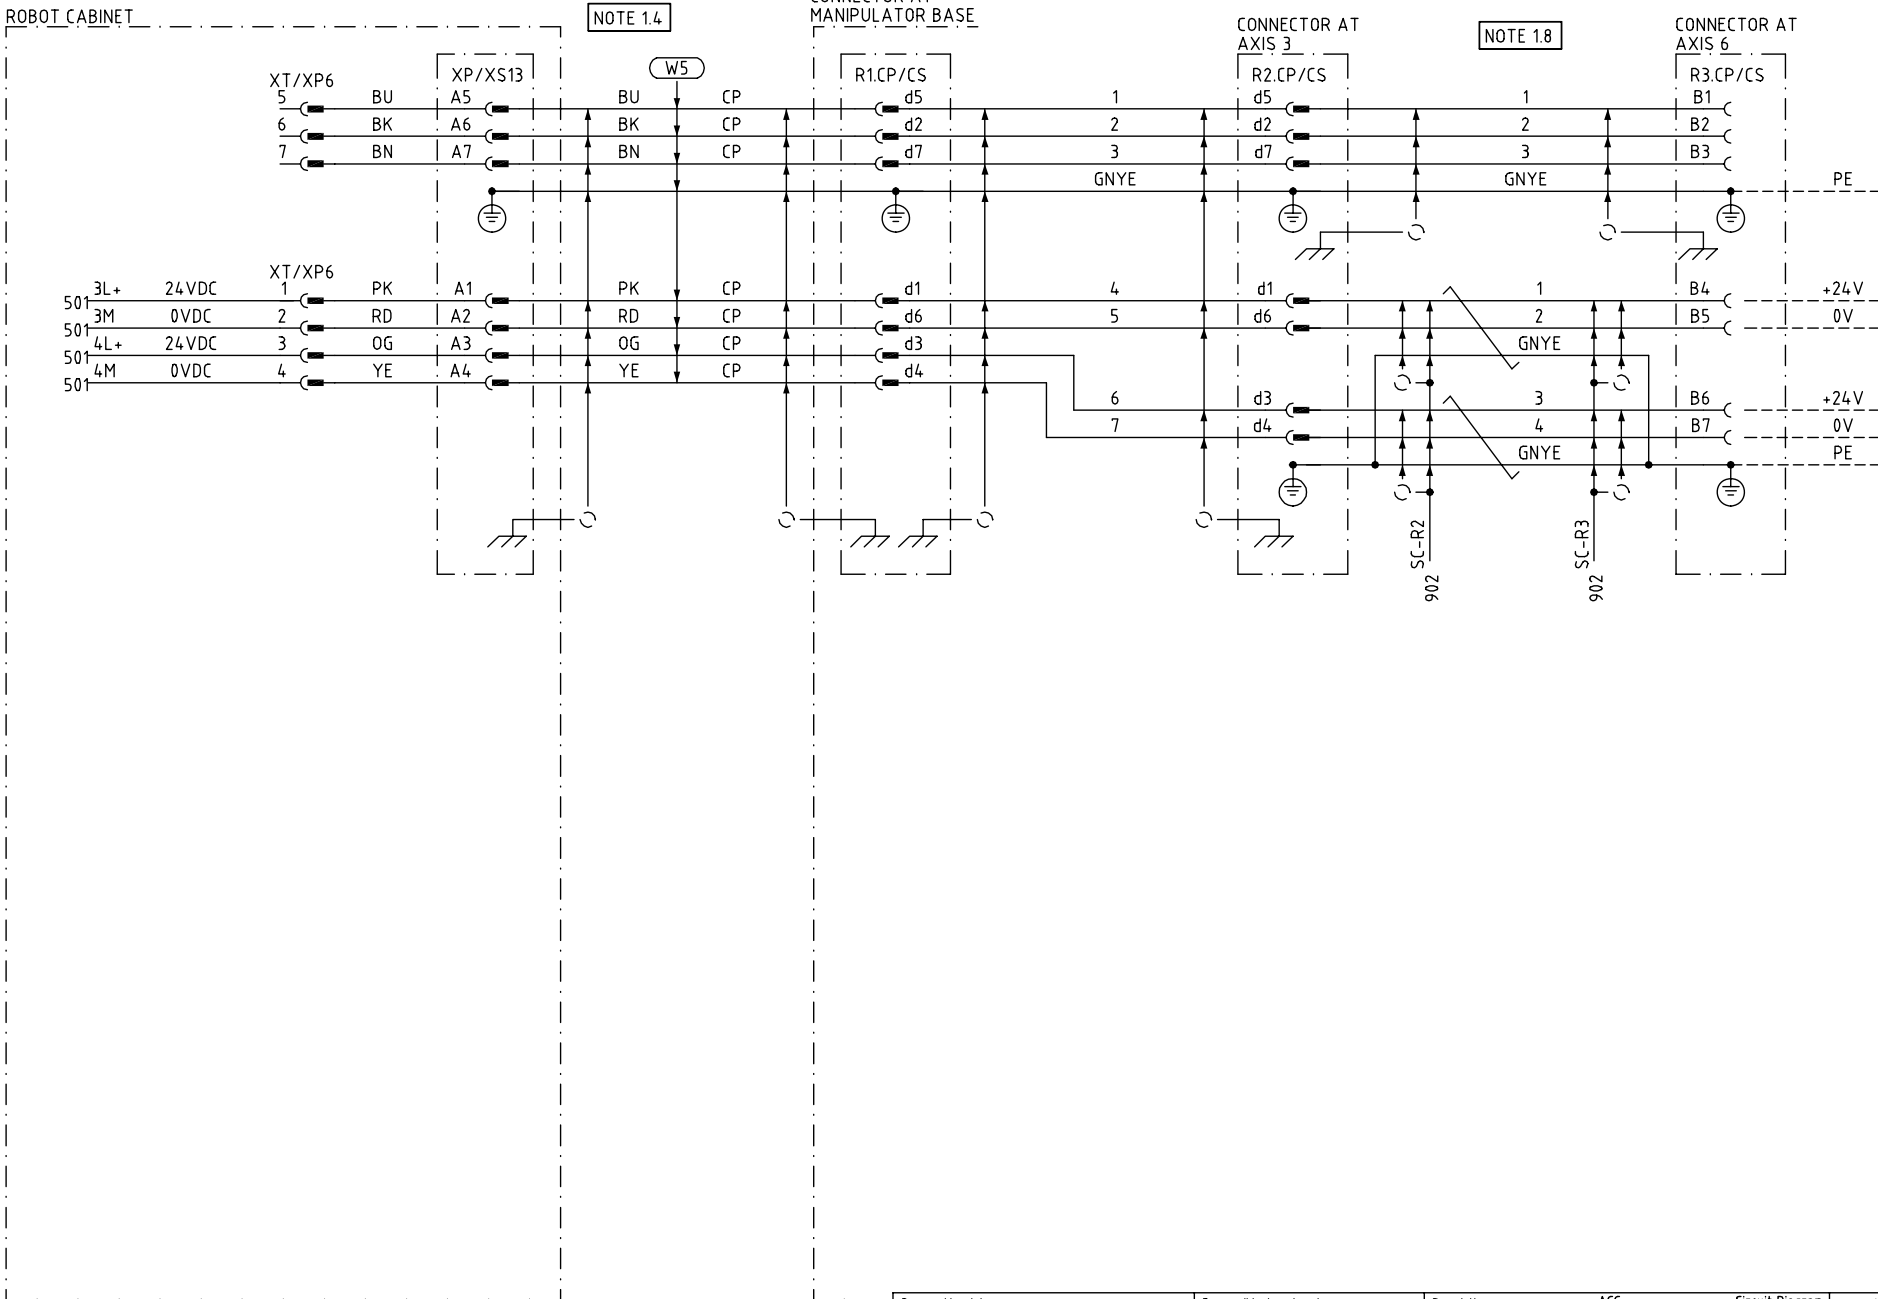 ROBOT CABINET
NOTE 1.4
MANIPULATOR BASE
CONNECTOR AT
AXIS 3
NOTE 1.8
CONNECTOR AT
AXIS 6
XT/XP6
XP/XS13
W5
R1.CP/CS
R2.CP/CS
R3.CP/CS
5 BU A5 BU CP d5 1 d5 1 B1
6 BK A6 BK CP d2 2 d2 2 B2
7 BN A7 BN CP d7 3 d7 3 B3
GNYE GNYE PE
XT/XP6
501 3L+ 24VDC 1 PK A1 PK CP d1 4 d1 1 B4 +24V
501 3M 0VDC 2 RD A2 RD CP d6 5 d6 2 B5 0V
501 4L+ 24VDC 3 OG A3 OG CP d3 GNYE
501 4M 0VDC 4 YE A4 YE CP d4
6 d3 3 B6 +24V
7 d4 4 B7 0V
GNYE PE
SC-R2
902
SC-R3
902